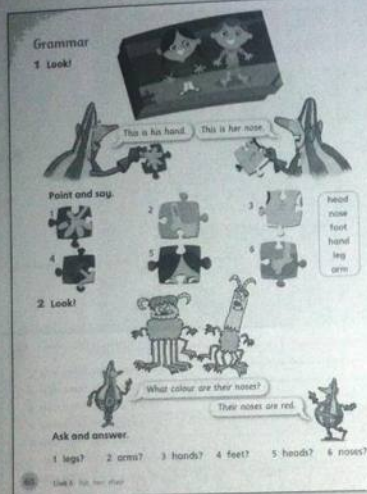 Grammar
1 Look!
This is his hand.
This is her nose.
Point and say.
1
2
3
4
5
6
head
nose
foot
hand
leg
arm
2 Look!
What colour are their noses?
Their noses are red.
Ask and answer.
1 legs? 2 arms? 3 hands? 4 feet? 5 heads? 6 noses?
60